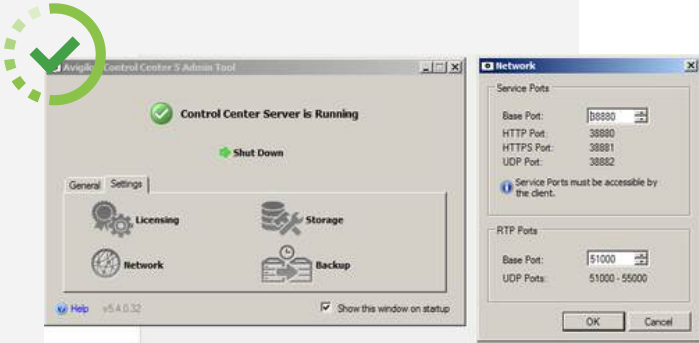 Avigilon Control Center 5 Admin Tool
Control Center Server is Running
Shut Down
General Settings
Licensing
Storage
Network
Backup
Help v5.4.0.32
Show this window on startup
Network
Service Ports
Base Port: 38880
HTTP Port: 38880
HTTPS Port: 38881
UDP Port: 38882
Service Ports must be accessible by
the client.
RTP Ports
Base Port: 51000
UDP Ports: 51000 - 55000
OK Cancel